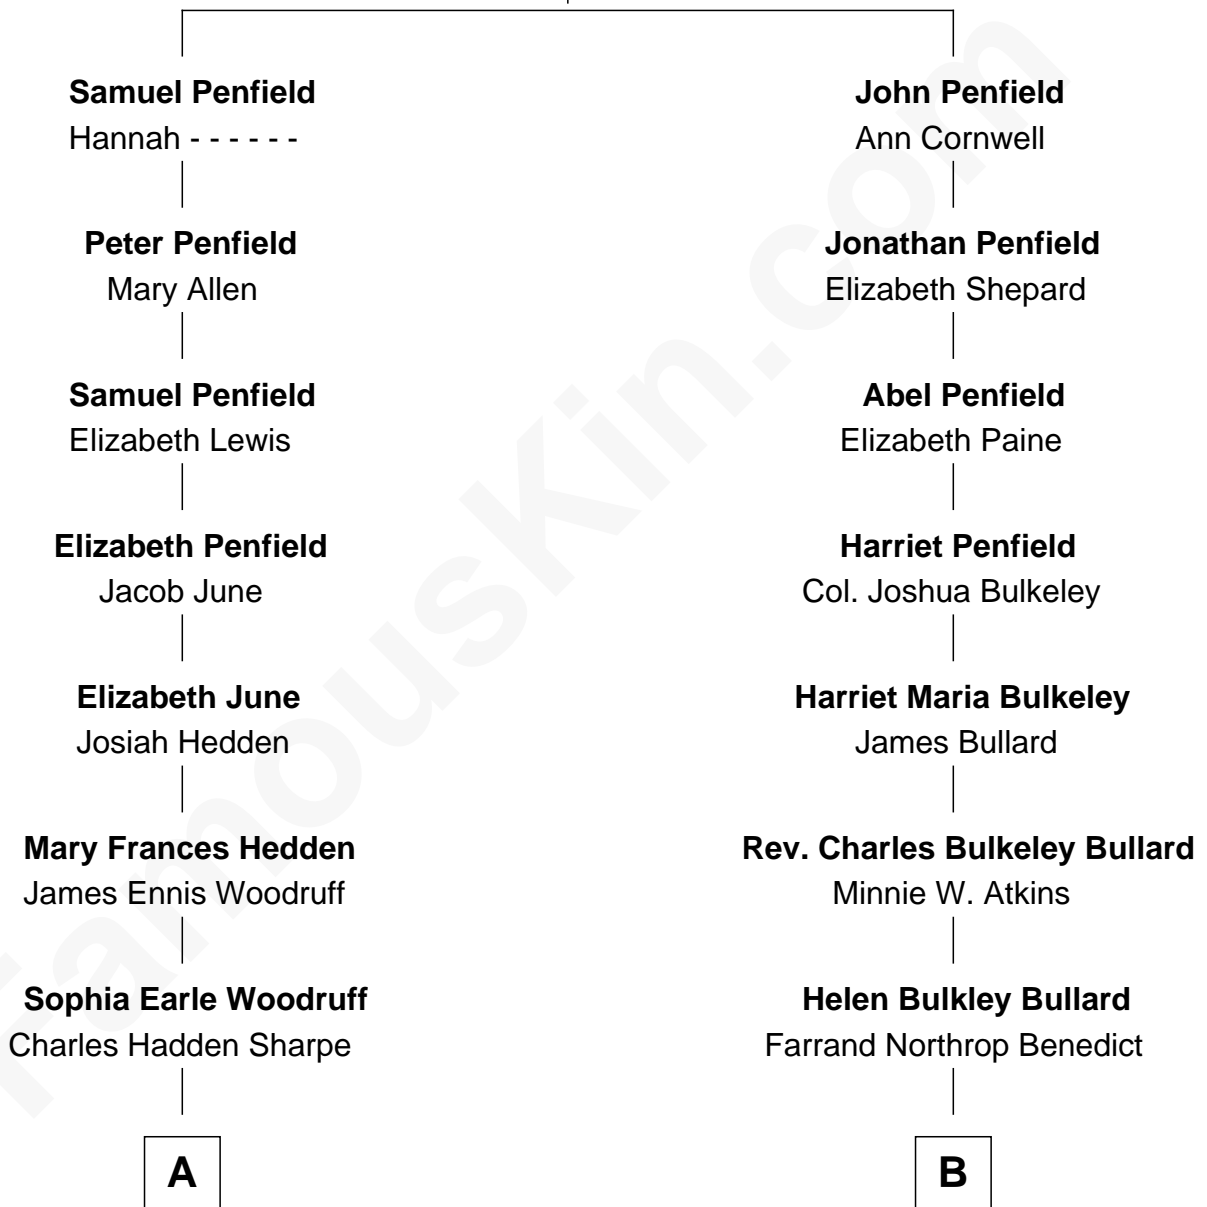 Samuel Penfield
Hannah - - - - - -
Peter Penfield
Mary Allen
Samuel Penfield
Elizabeth Lewis
Elizabeth Penfield
Jacob June
Elizabeth June
Josiah Hedden
Mary Frances Hedden
James Ennis Woodruff
Sophia Earle Woodruff
Charles Hadden Sharpe
A
John Penfield
Ann Cornwell
Jonathan Penfield
Elizabeth Shepard
Abel Penfield
Elizabeth Paine
Harriet Penfield
Col. Joshua Bulkeley
Harriet Maria Bulkeley
James Bullard
Rev. Charles Bulkeley Bullard
Minnie W. Atkins
Helen Bulkley Bullard
Farrand Northrop Benedict
B
FamousKin.com